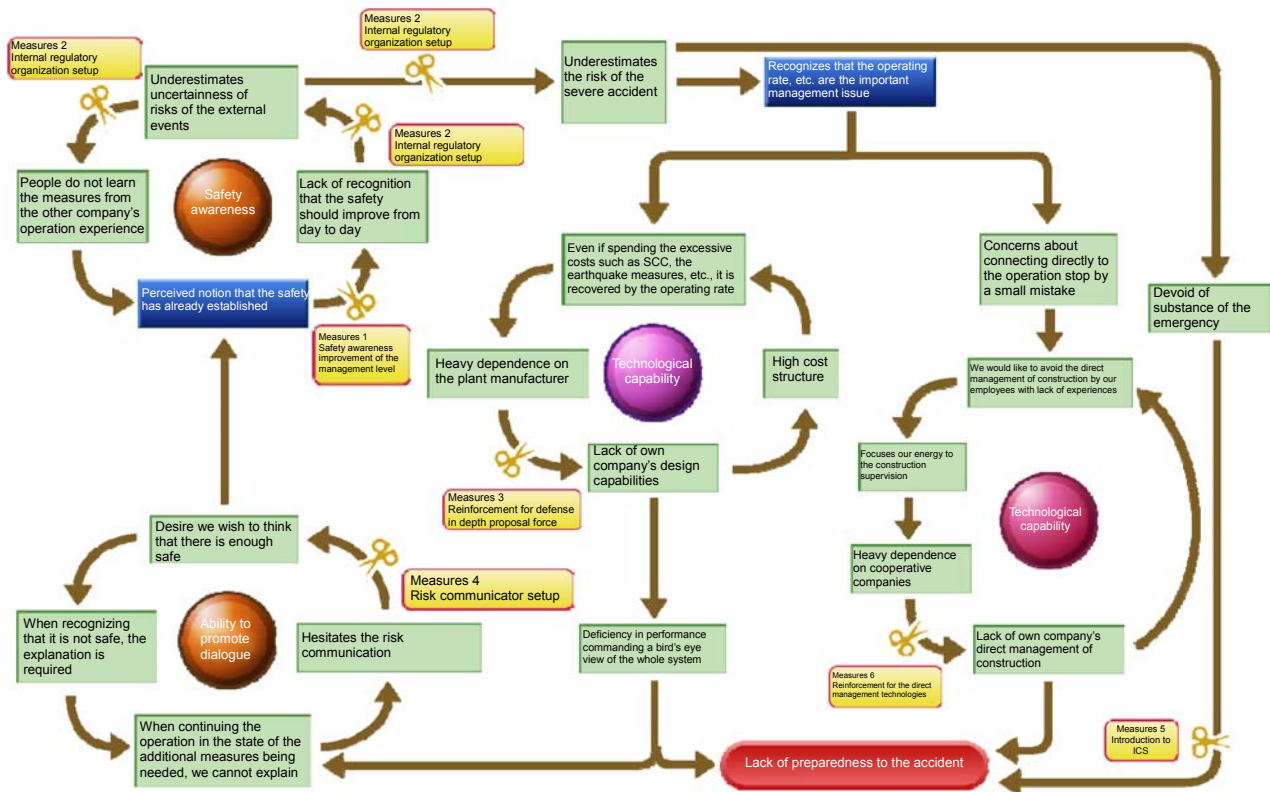 Measures 2
Internal regulatory
organization setup
Measures 2
Internal regulatory
organization setup
Underestimates
uncertainness of
risks of the external
events
Underestimates
the risk of the
severe accident
Recognizes that the operating
rate, etc. are the important
management issue
Measures 2
Internal regulatory
organization setup
People do not learn
the measures from
the other company's
operation experience
Safety
awareness
Lack of recognition
that the safety
should improve from
day to day
Even if spending the excessive
costs such as SCC, the
earthquake measures, etc., it is
recovered by the operating rate
Concerns about
connecting directly to
the operation stop by
a small mistake
Perceived notion that the safety
has already established
Devoid of
substance of the
emergency
Measures 1
Safety awareness
improvement of the
management level
Heavy dependence on
the plant manufacturer
Technological
capability
High cost
structure
We would like to avoid the direct
management of construction by our
employees with lack of experiences
Lack of own
company's design
capabilities
Focuses our energy to
the construction
supervision
Measures 3
Reinforcement for defense
in depth proposal force
Technological
capability
Desire we wish to think
that there is enough
safe
Heavy dependence
on cooperative
companies
Measures 4
Risk communicator setup
When recognizing
that it is not safe, the
explanation is
required
Ability to
promote
dialogue
Hesitates the risk
communication
Deficiency in performance
commanding a bird's eye
view of the whole system
Lack of own company's
direct management of
construction
Measures 6
Reinforcement for the direct
management technologies
When continuing the
operation in the state of the
additional measures being
needed, we cannot explain
Lack of preparedness to the accident
Measures 5
Introduction to
ICS